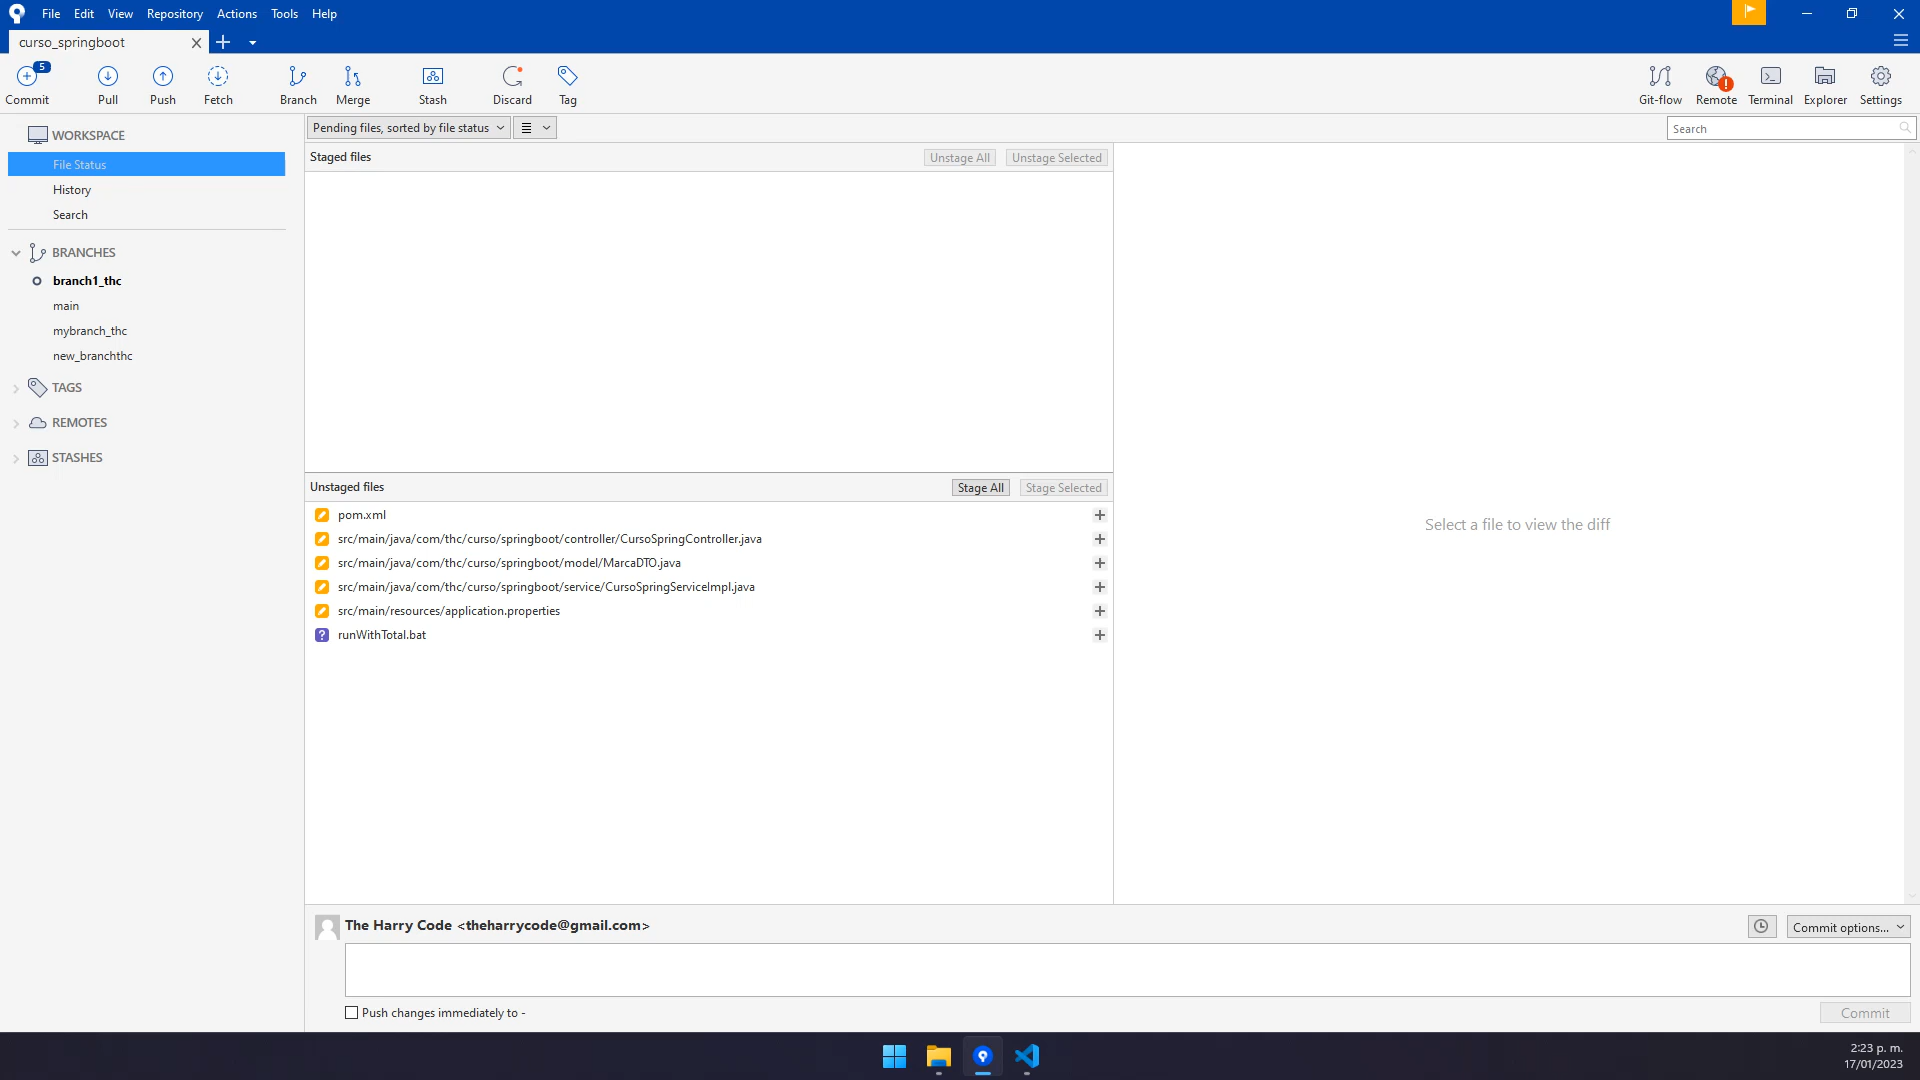 File Edit View Repository Actions Tools Help
curso_springboot
5
Commit Pull Push Fetch Branch Merge Stash Discard Tag Git-flow Remote Terminal Explorer Settings
WORKSPACE
File Status
History
Search
BRANCHES
branch1_thc
main
mybranch_thc
new_branchthc
TAGS
REMOTES
STASHES
Pending files, sorted by file status
Search
Staged files Unstage All Unstage Selected
Unstaged files Stage All Stage Selected
pom.xml
src/main/java/com/thc/curso/springboot/controller/CursoSpringController.java
src/main/java/com/thc/curso/springboot/model/MarcaDTO.java
src/main/java/com/thc/curso/springboot/service/CursoSpringServiceImpl.java
src/main/resources/application.properties
runWithTotal.bat
Select a file to view the diff
The Harry Code <theharrycode@gmail.com>
Commit options...
Push changes immediately to -
Commit
2:23 p. m.
17/01/2023